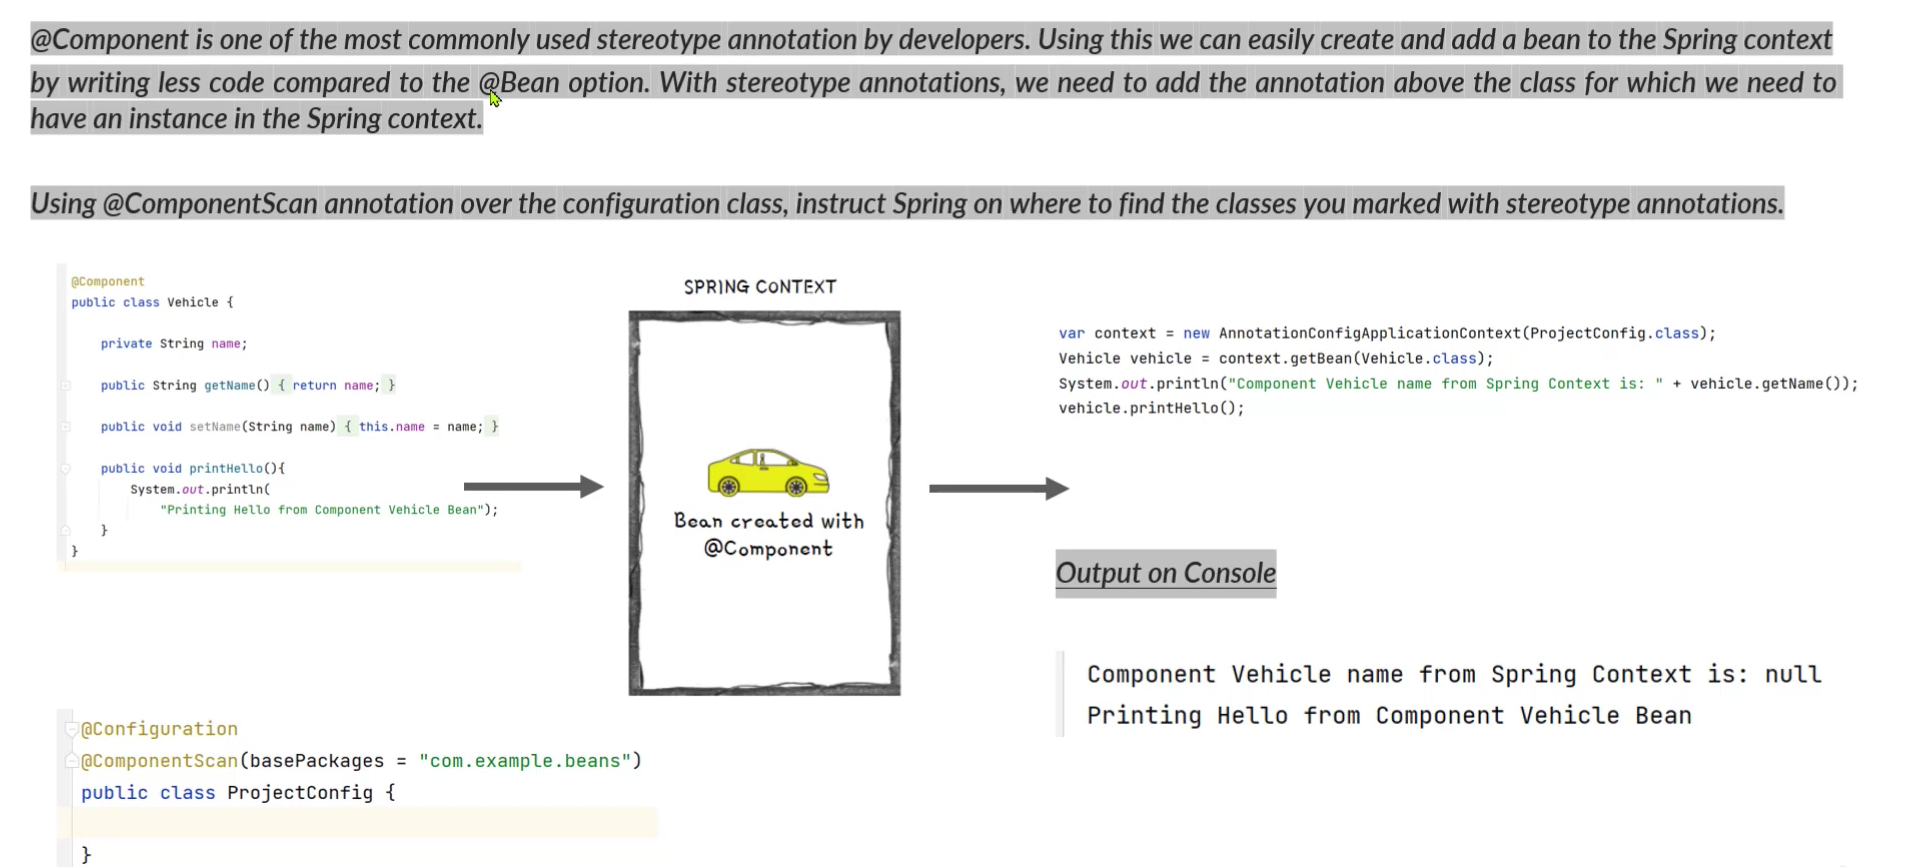 @Component is one of the most commonly used stereotype annotation by developers. Using this we can easily create and add a bean to the Spring context
by writing less code compared to the @Bean option. With stereotype annotations, we need to add the annotation above the class for which we need to
have an instance in the Spring context.
Using @ComponentScan annotation over the configuration class, instruct Spring on where to find the classes you marked with stereotype annotations.
@Component
public class Vehicle {
private String name;
public String getName() { return name; }
public void setName(String name) { this.name = name; }
public void printHello(){
System.out.println(
"Printing Hello from Component Vehicle Bean");
}
}
SPRING CONTEXT
Bean created with
@Component
var context = new AnnotationConfigApplicationContext(ProjectConfig.class);
Vehicle vehicle = context.getBean(Vehicle.class);
System.out.println("Component Vehicle name from Spring Context is: " + vehicle.getName());
vehicle.printHello();
Output on Console
Component Vehicle name from Spring Context is: null
Printing Hello from Component Vehicle Bean
@Configuration
@ComponentScan(basePackages = "com.example.beans")
public class ProjectConfig {
}